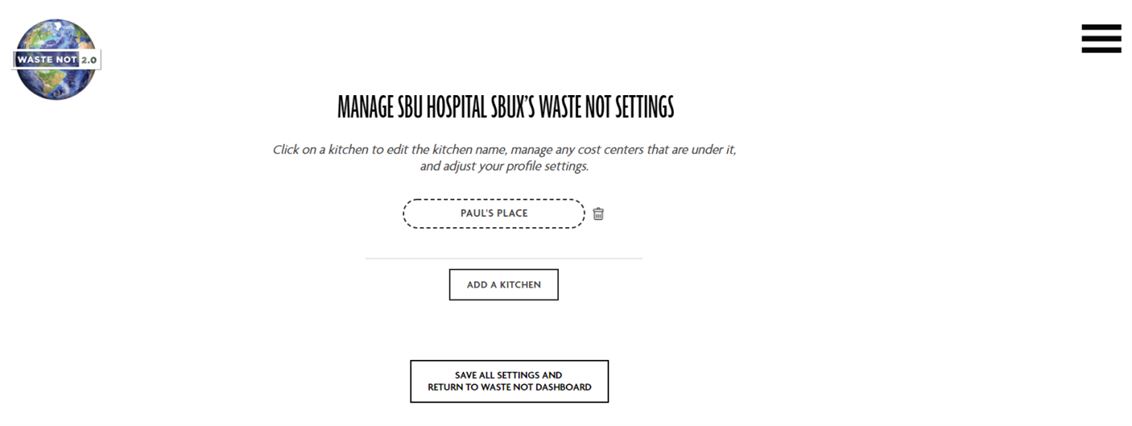 WASTE NOT 2.0
MANAGE SBU HOSPITAL SBUX'S WASTE NOT SETTINGS
Click on a kitchen to edit the kitchen name, manage any cost centers that are under it,
and adjust your profile settings.
PAUL'S PLACE
ADD A KITCHEN
SAVE ALL SETTINGS AND
RETURN TO WASTE NOT DASHBOARD